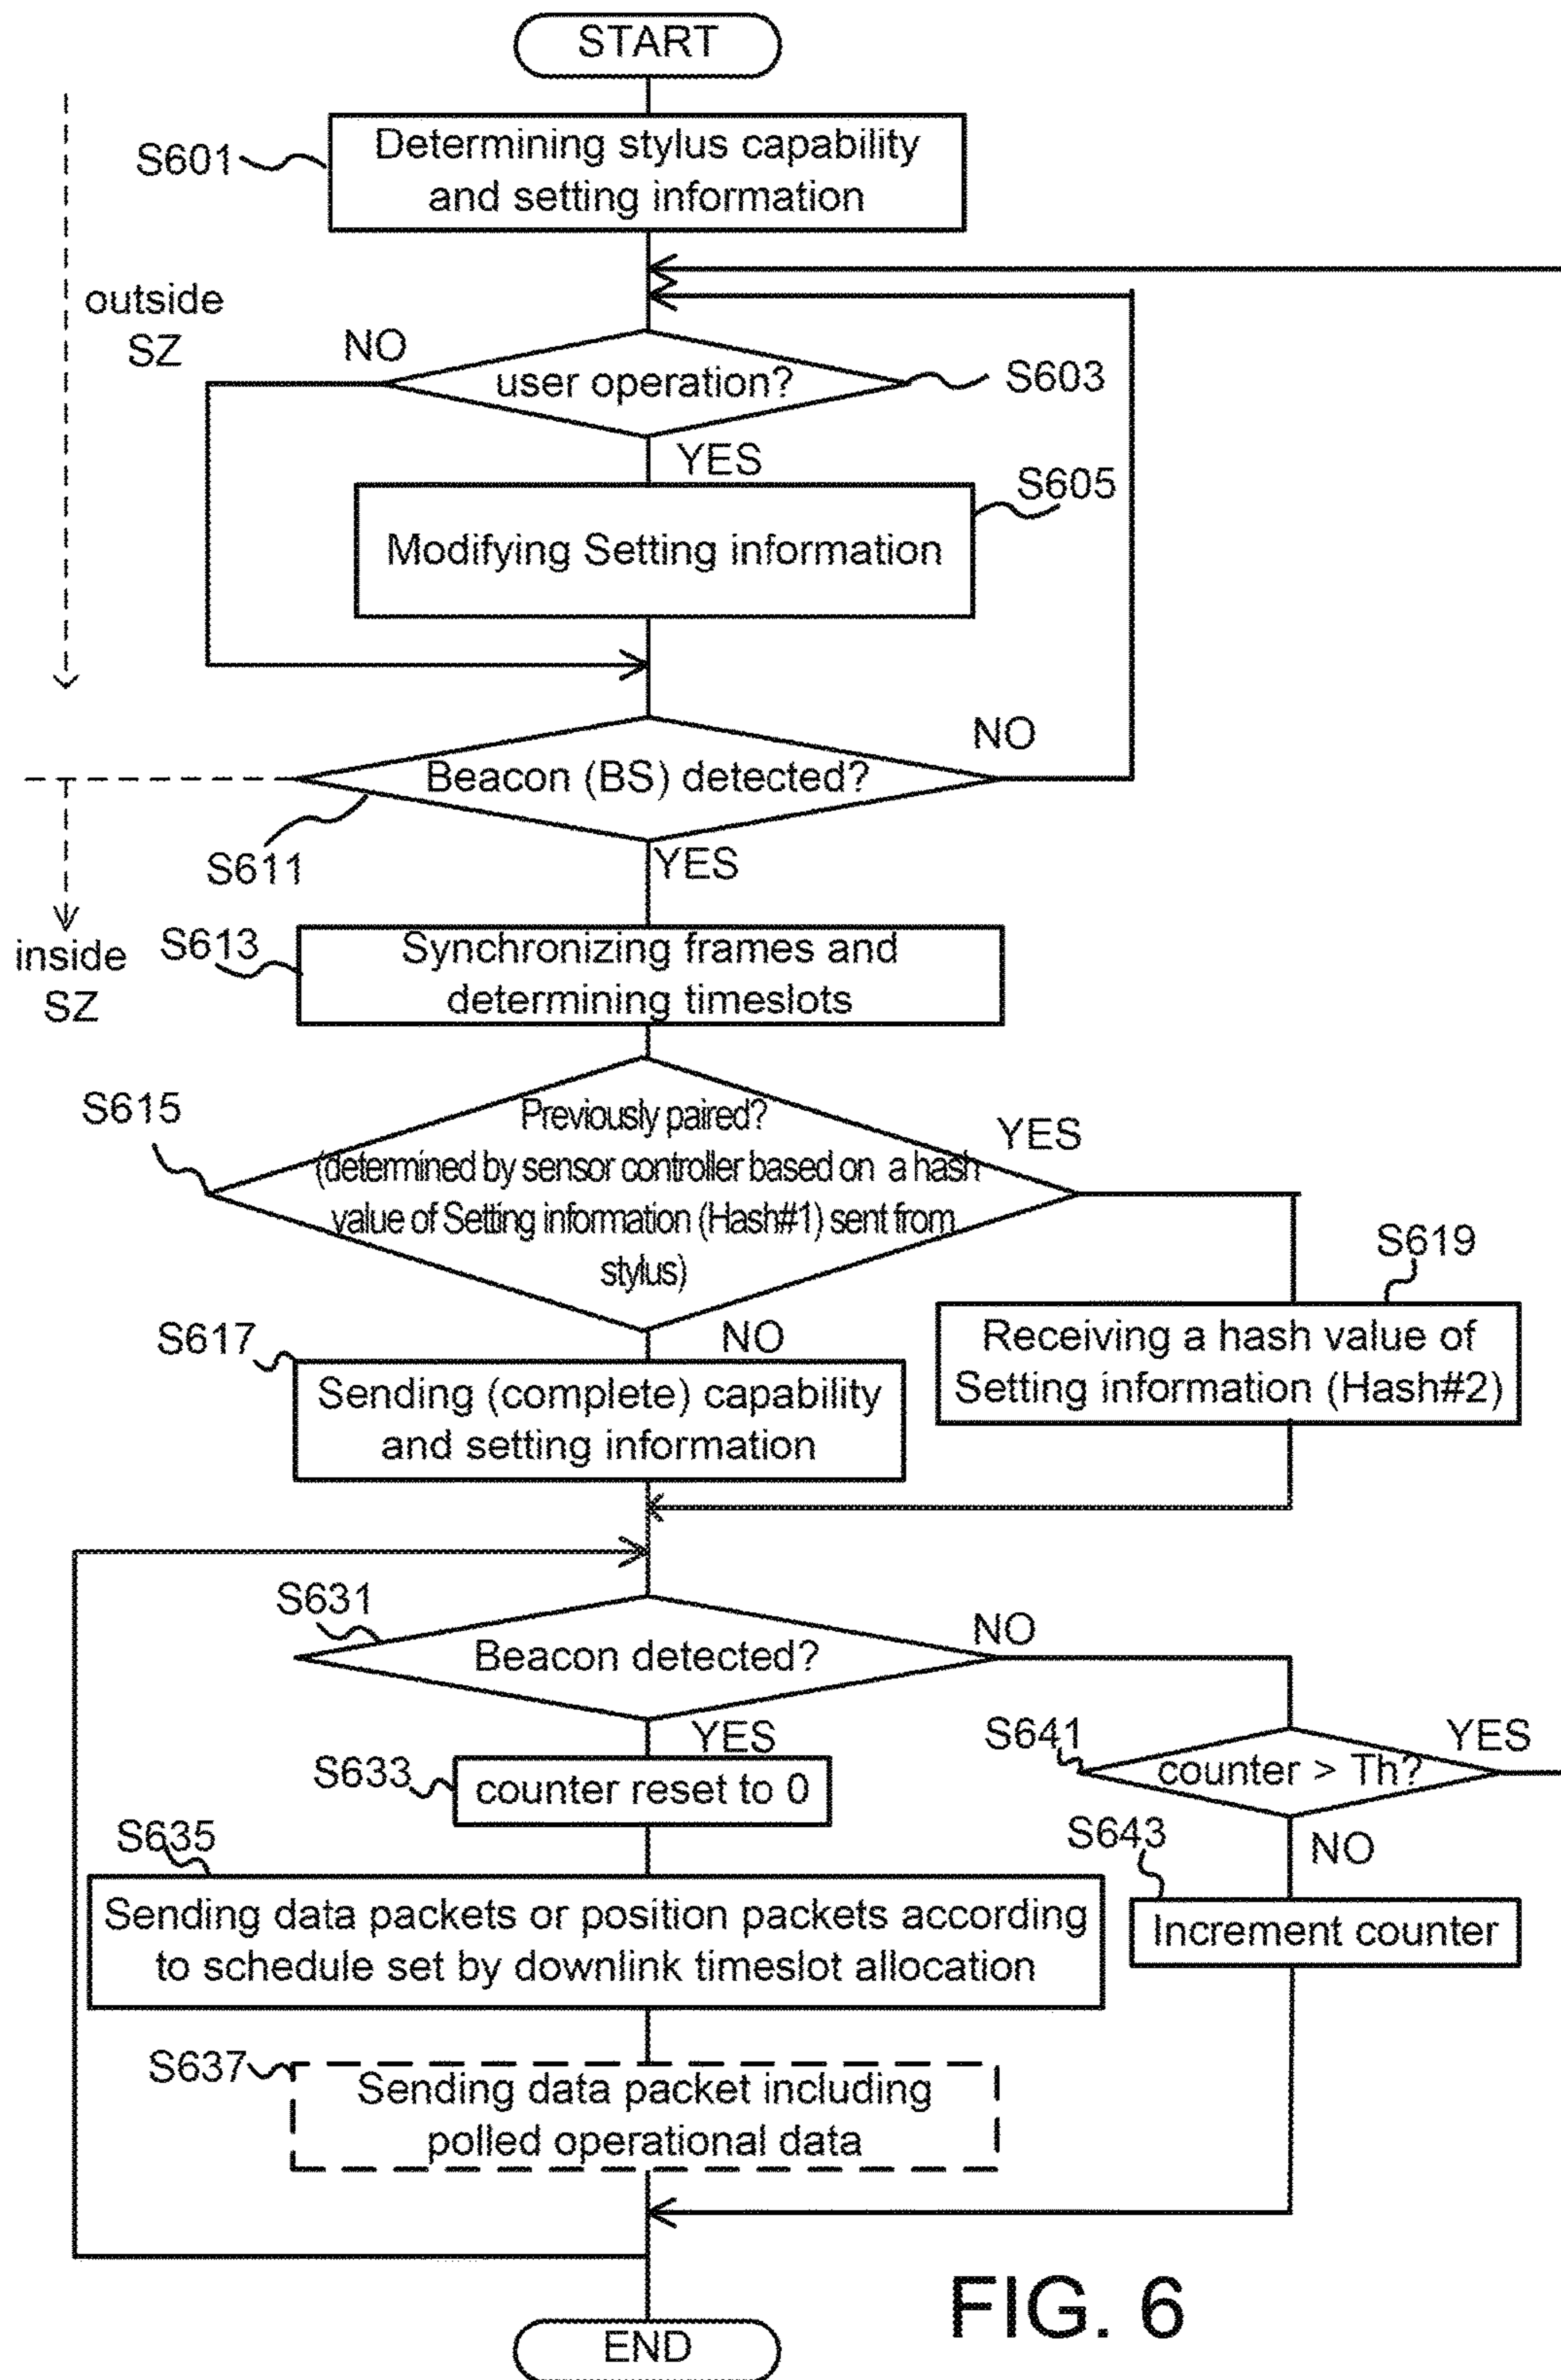 START
S601
Determining stylus capability
and setting information
outside
SZ
NO
user operation?
S603
YES
S605
Modifying Setting information
NO
Beacon (BS) detected?
S611
YES
inside
SZ
S613
Synchronizing frames and
determining timeslots
S615
Previously paired?
(determined by sensor controller based on a hash
value of Setting information (Hash#1) sent from
stylus)
YES
S619
Receiving a hash value of
Setting information (Hash#2)
NO
S617
Sending (complete) capability
and setting information
S631
Beacon detected?
NO
YES
S641
counter > Th?
YES
S633
counter reset to 0
NO
S643
Increment counter
S635
Sending data packets or position packets according
to schedule set by downlink timeslot allocation
S637
Sending data packet including
polled operational data
END
FIG. 6